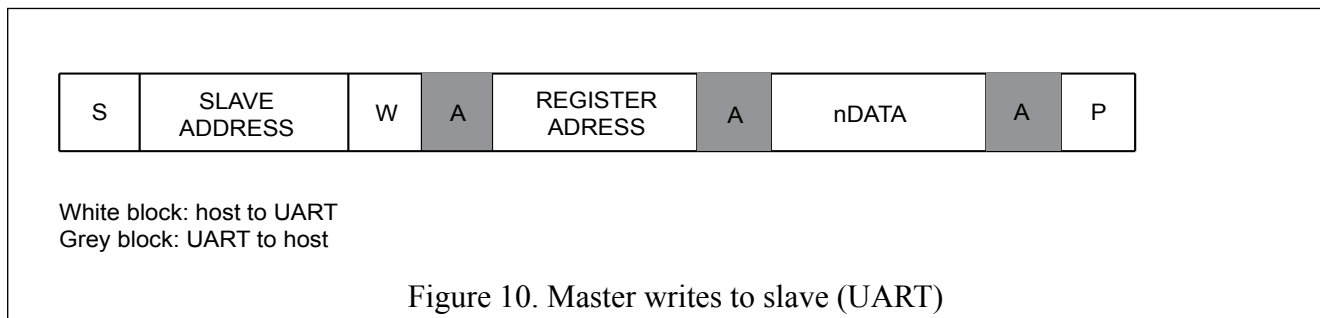 S SLAVE ADDRESS W A REGISTER ADRESS A nDATA A P
White block: host to UART
Grey block: UART to host
Figure 10. Master writes to slave (UART)